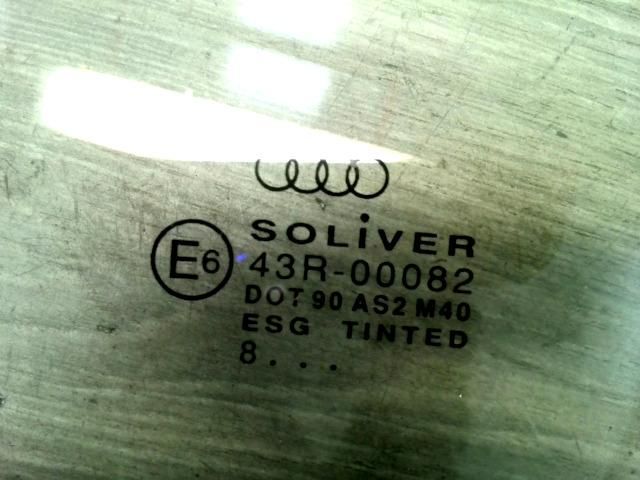 SOLiVER
E6 43R-00082
DOT 90 AS2 M40
ESG TINTED
8...